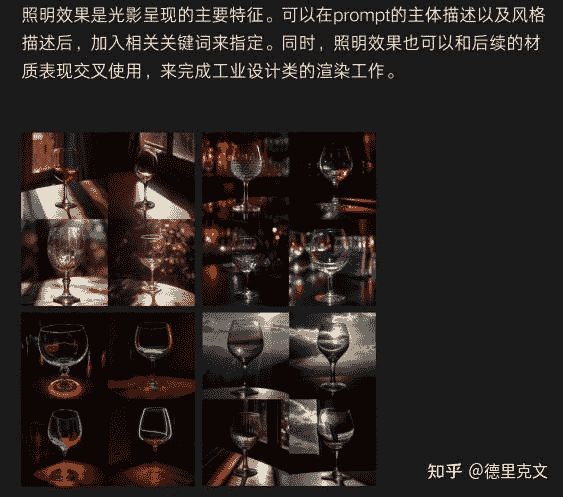 照明效果是光影呈现的主要特征。可以在prompt的主体描述以及风格
描述后，加入相关关键词来指定。同时，照明效果也可以和后续的材
质表现交叉使用，来完成工业设计类的渲染工作。
知乎 @德里克文